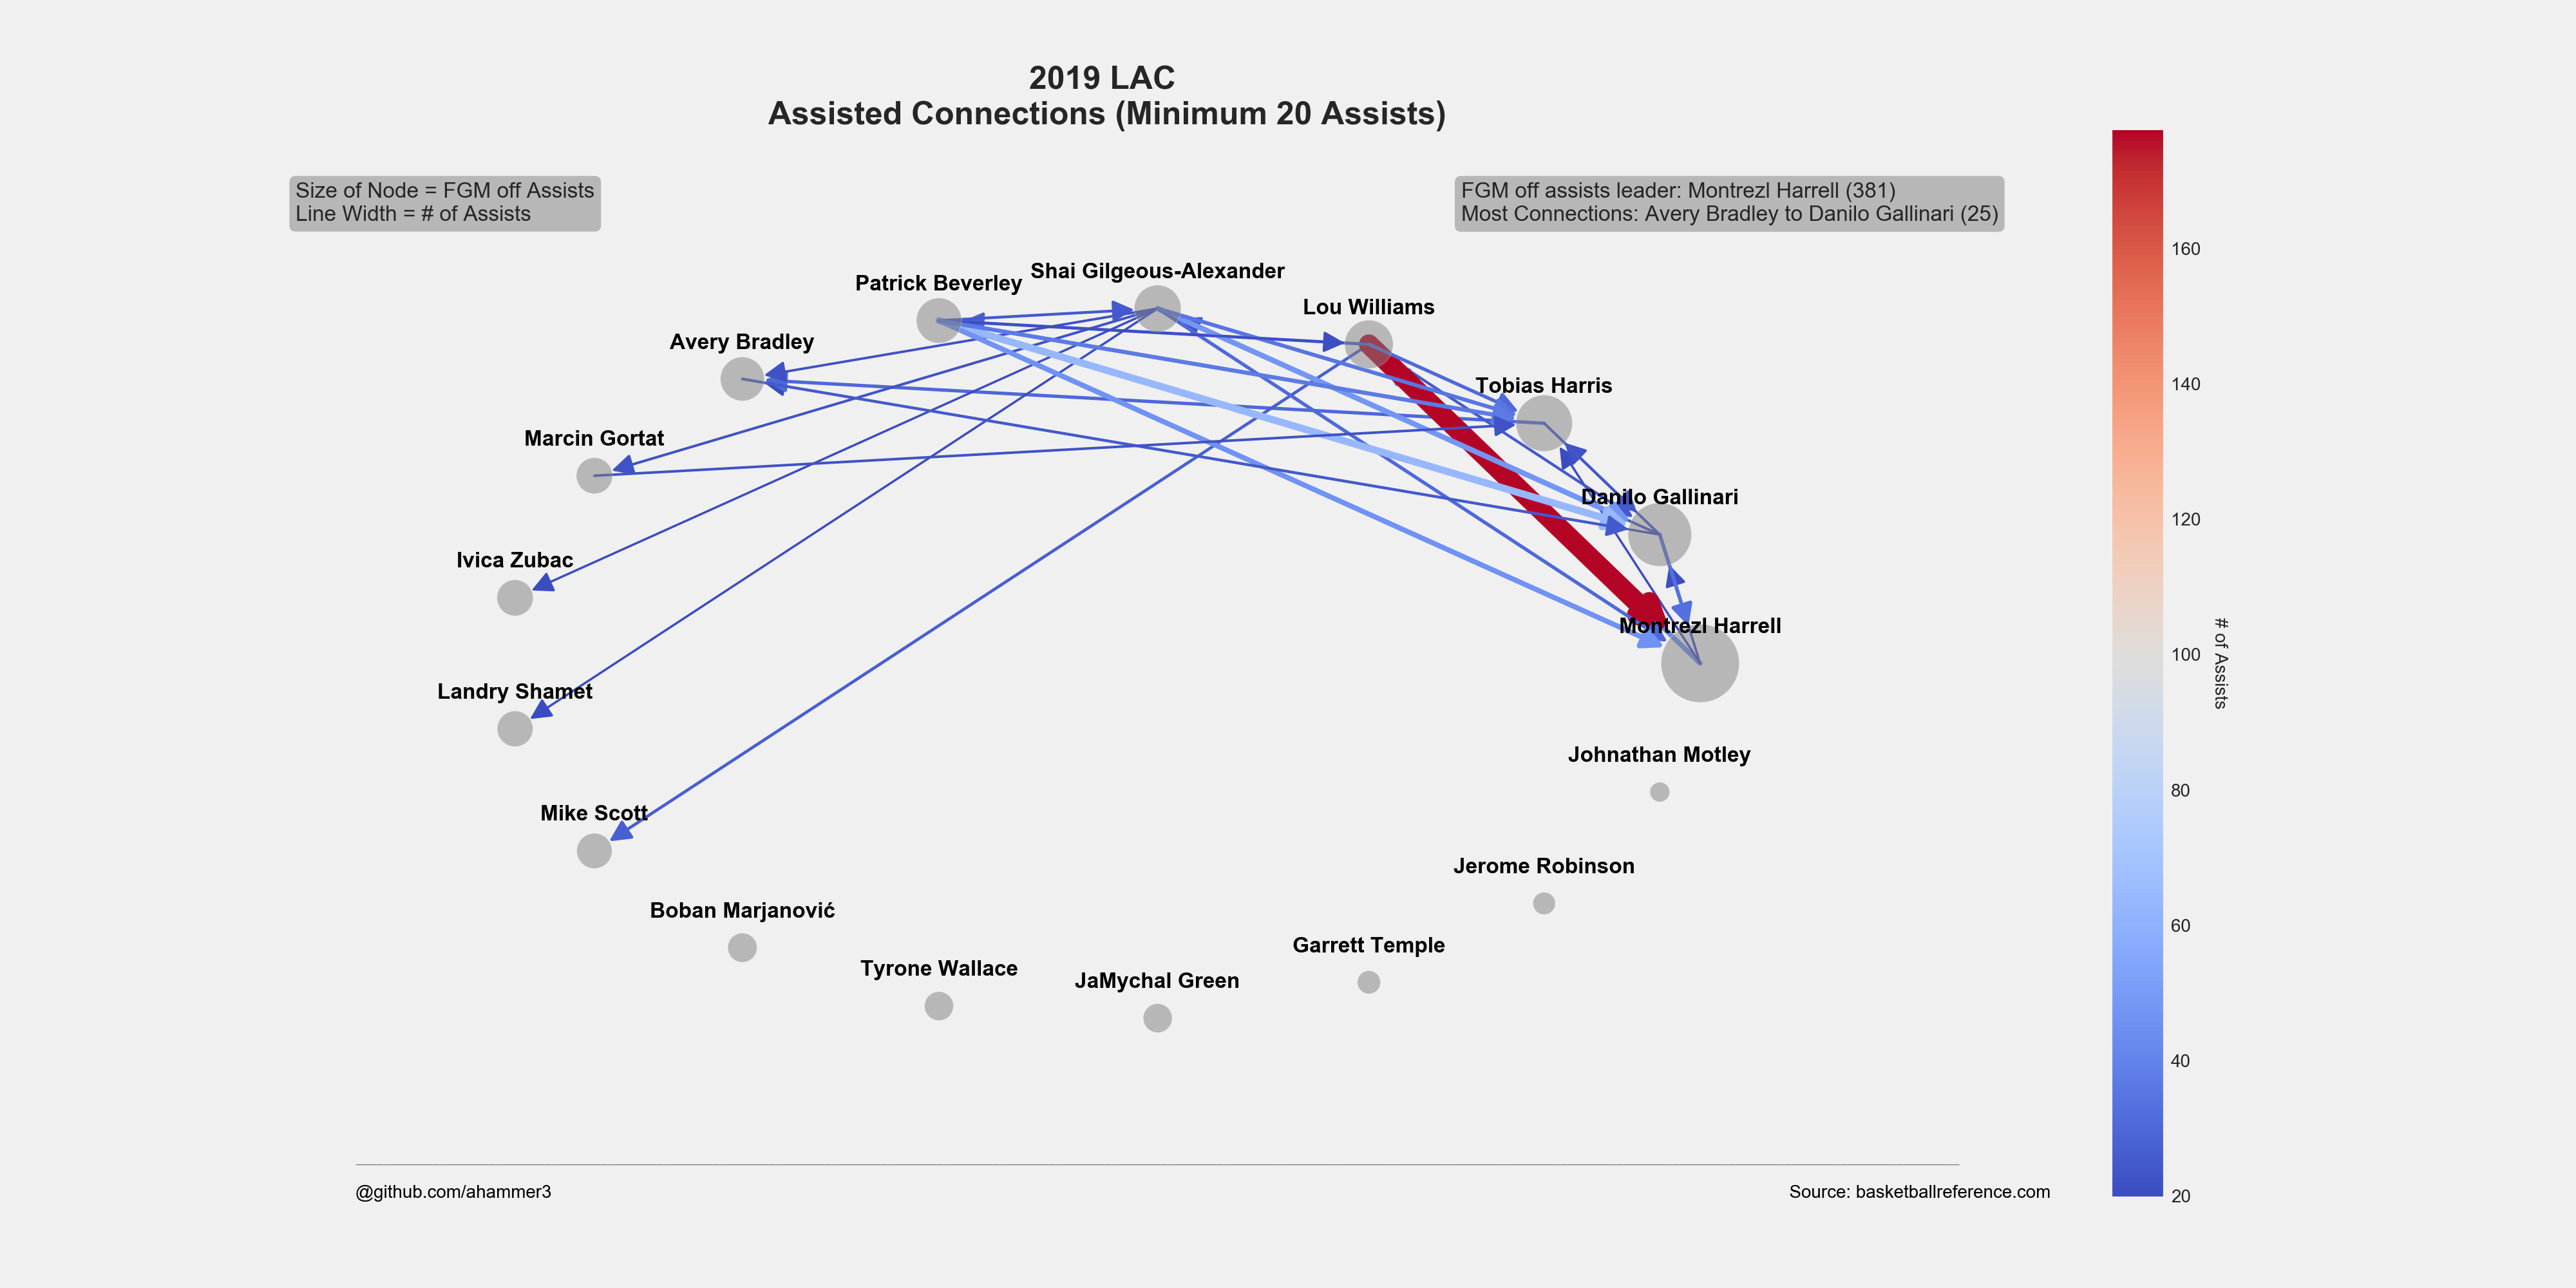 2019 LAC
Assisted Connections (Minimum 20 Assists)
Size of Node = FGM off Assists
Line Width = # of Assists
FGM off assists leader: Montrezl Harrell (381)
Most Connections: Avery Bradley to Danilo Gallinari (25)
Shai Gilgeous-Alexander
Patrick Beverley
Lou Williams
Avery Bradley
Tobias Harris
Marcin Gortat
Danilo Gallinari
Ivica Zubac
Montrezl Harrell
Landry Shamet
Johnathan Motley
Mike Scott
Jerome Robinson
Boban Marjanović
Garrett Temple
Tyrone Wallace
JaMychal Green
160
140
120
100
80
60
40
20
# of Assists
@github.com/ahammer3
Source: basketballreference.com